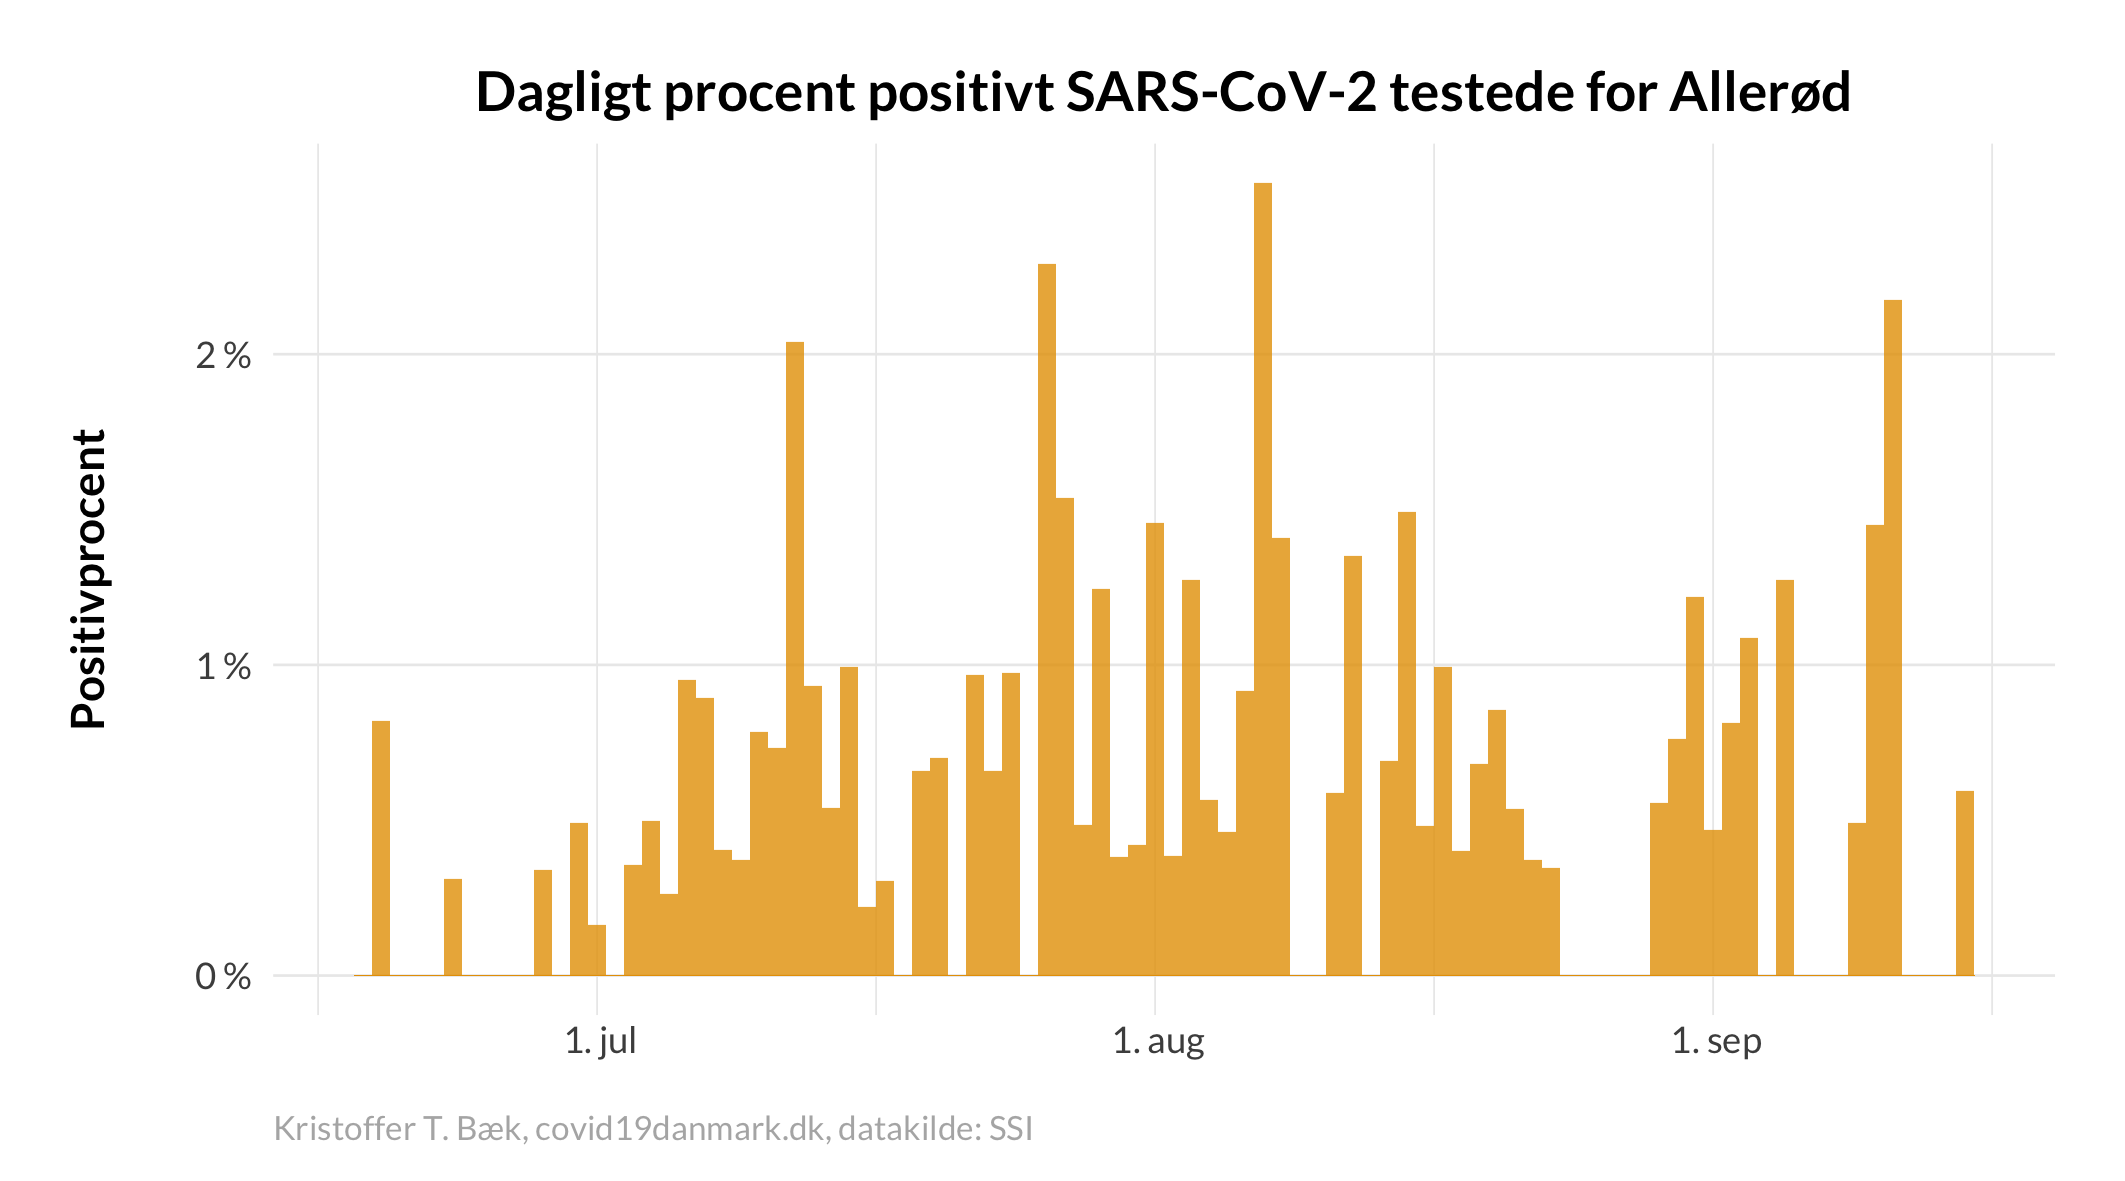 Dagligt procent positivt SARS-CoV-2 testede for Allerød
Positivprocent
2 %
1 %
0 %
1. jul
1. aug
1. sep
Kristoffer T. Bæk, covid19danmark.dk, datakilde: SSI